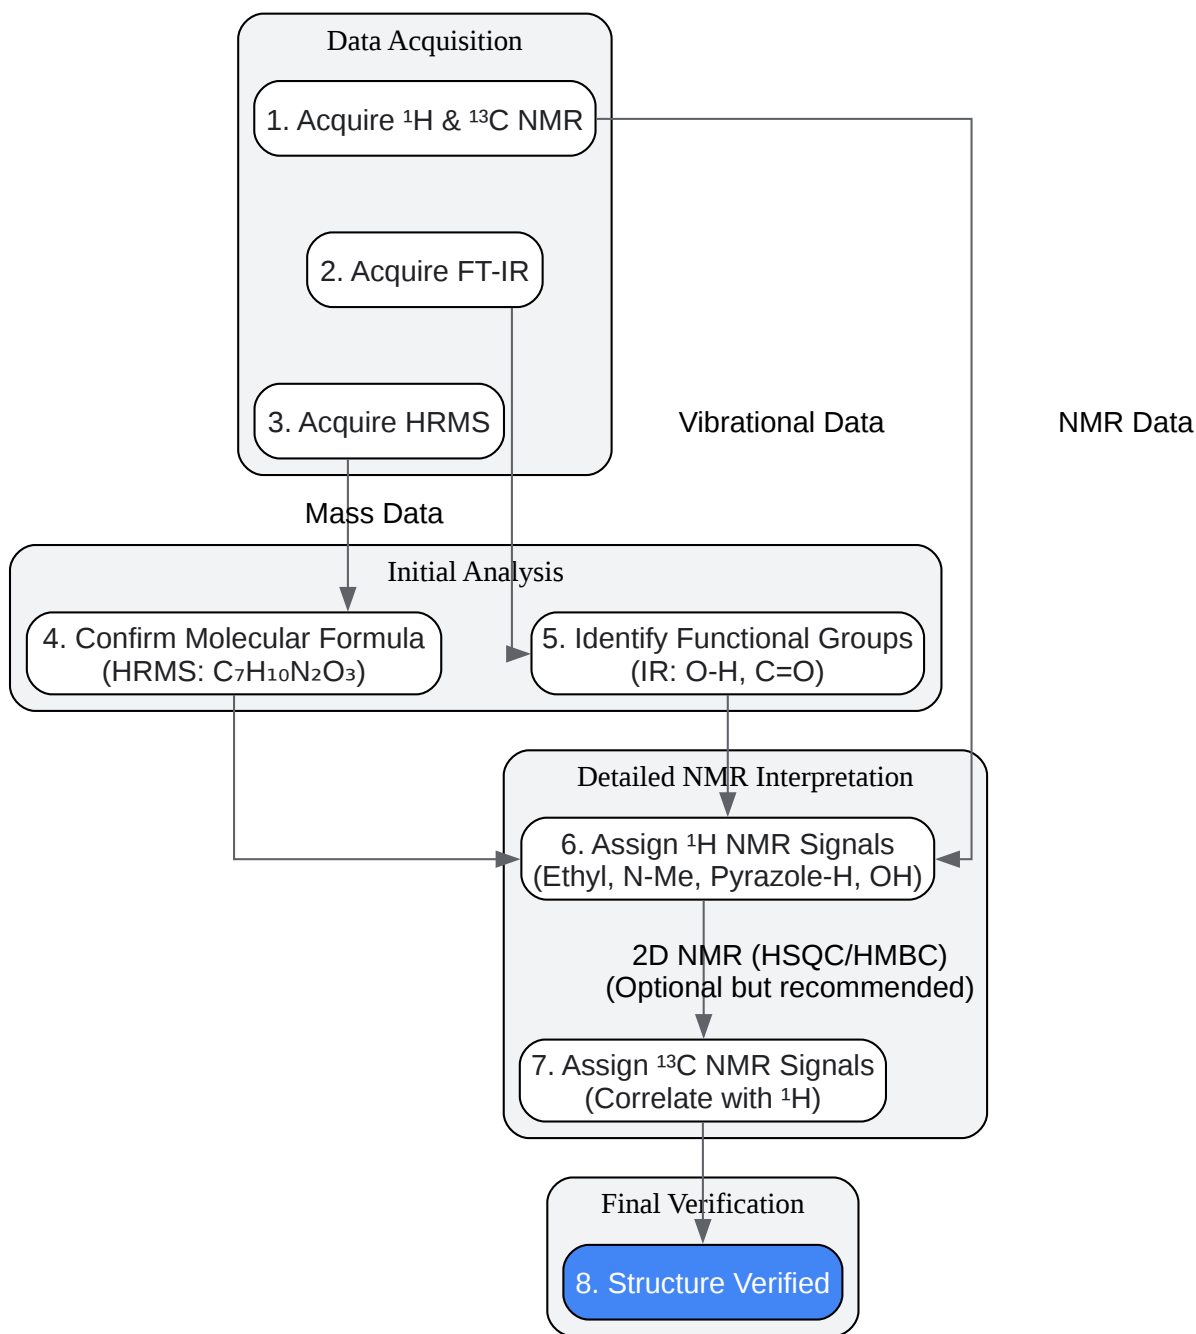 Data Acquisition
1. Acquire ¹H & ¹³C NMR
2. Acquire FT-IR
3. Acquire HRMS
Vibrational Data
NMR Data
Mass Data
Initial Analysis
4. Confirm Molecular Formula
(HRMS: C₇H₁₀N₂O₃)
5. Identify Functional Groups
(IR: O-H, C=O)
Detailed NMR Interpretation
6. Assign ¹H NMR Signals
(Ethyl, N-Me, Pyrazole-H, OH)
2D NMR (HSQC/HMBC)
(Optional but recommended)
7. Assign ¹³C NMR Signals
(Correlate with ¹H)
Final Verification
8. Structure Verified